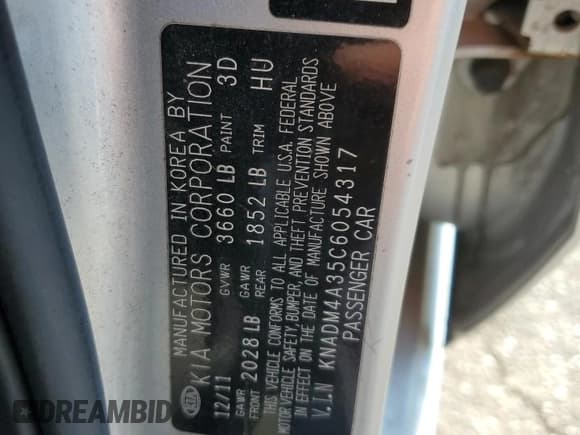 MANUFACTURED IN KOREA BY
KIA MOTORS CORPORATION
12/11 GVWR 3660 LB PAINT 3D
GAWR FRONT 2028 LB GAWR REAR 1852 LB TRIM HU
THIS VEHICLE CONFORMS TO ALL APPLICABLE U.S.A. FEDERAL
MOTOR VEHICLE SAFETY, BUMPER, AND THEFT PREVENTION STANDARDS
IN EFFECT ON THE DATE OF MANUFACTURE SHOWN ABOVE
V.I.N KNADM4A35C6054317
PASSENGER CAR
KIA
DREAMBID